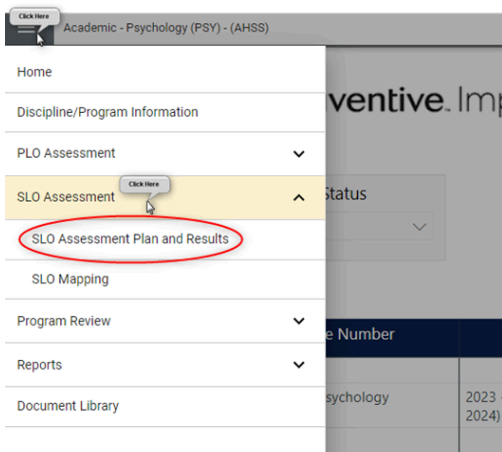 Click Here
Academic - Psychology (PSY) - (AHSS)
Home
Discipline/Program Information
ventive. Imp
PLO Assessment
SLO Assessment
Click Here
Status
SLO Assessment Plan and Results
SLO Mapping
Program Review
e Number
Reports
sychology
2023 -
2024)
Document Library